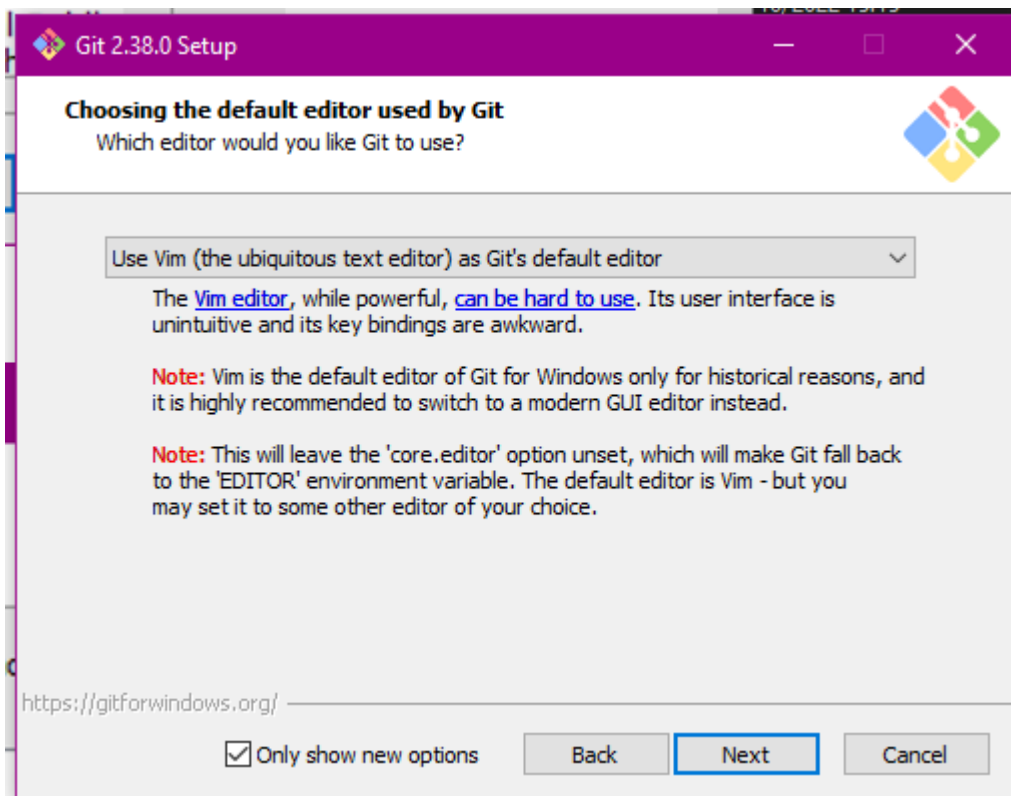 Git 2.38.0 Setup
Choosing the default editor used by Git
Which editor would you like Git to use?
Use Vim (the ubiquitous text editor) as Git's default editor
The Vim editor, while powerful, can be hard to use. Its user interface is
unintuitive and its key bindings are awkward.
Note: Vim is the default editor of Git for Windows only for historical reasons, and
it is highly recommended to switch to a modern GUI editor instead.
Note: This will leave the 'core.editor' option unset, which will make Git fall back
to the 'EDITOR' environment variable. The default editor is Vim - but you
may set it to some other editor of your choice.
https://gitforwindows.org/
Only show new options
Back
Next
Cancel